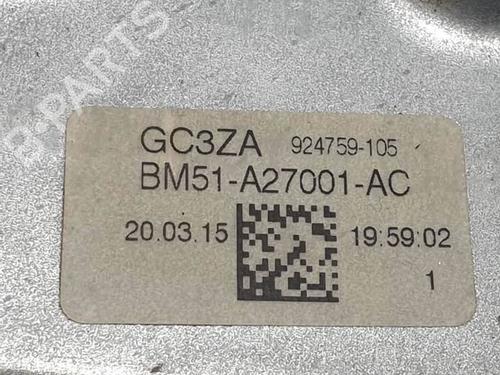 B-PARTS
GC3ZA 924759-105
BM51-A27001-AC
20.03.15 19:59:02
1